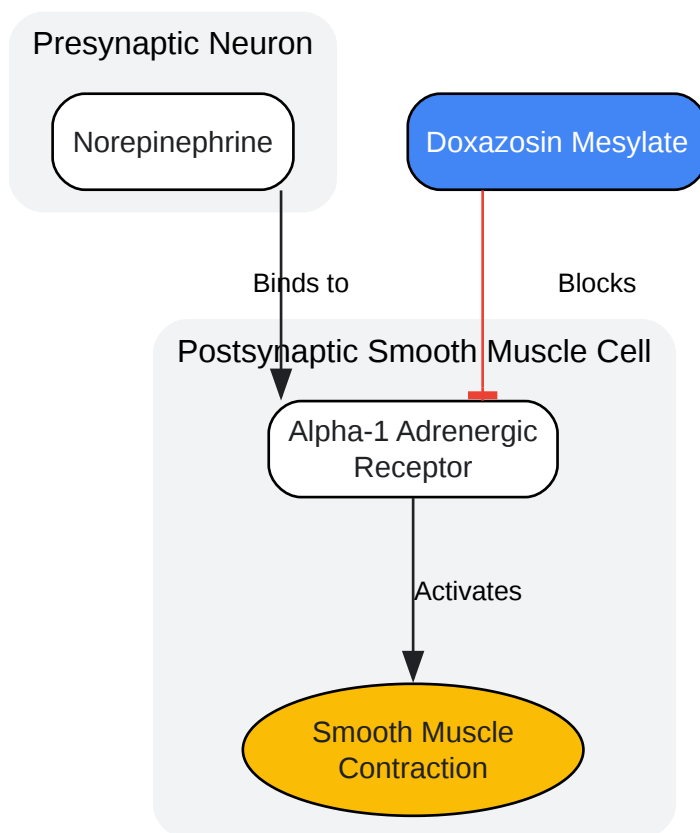 Presynaptic Neuron
Norepinephrine
Doxazosin Mesylate
Binds to
Blocks
Postsynaptic Smooth Muscle Cell
Alpha-1 Adrenergic
Receptor
Activates
Smooth Muscle
Contraction